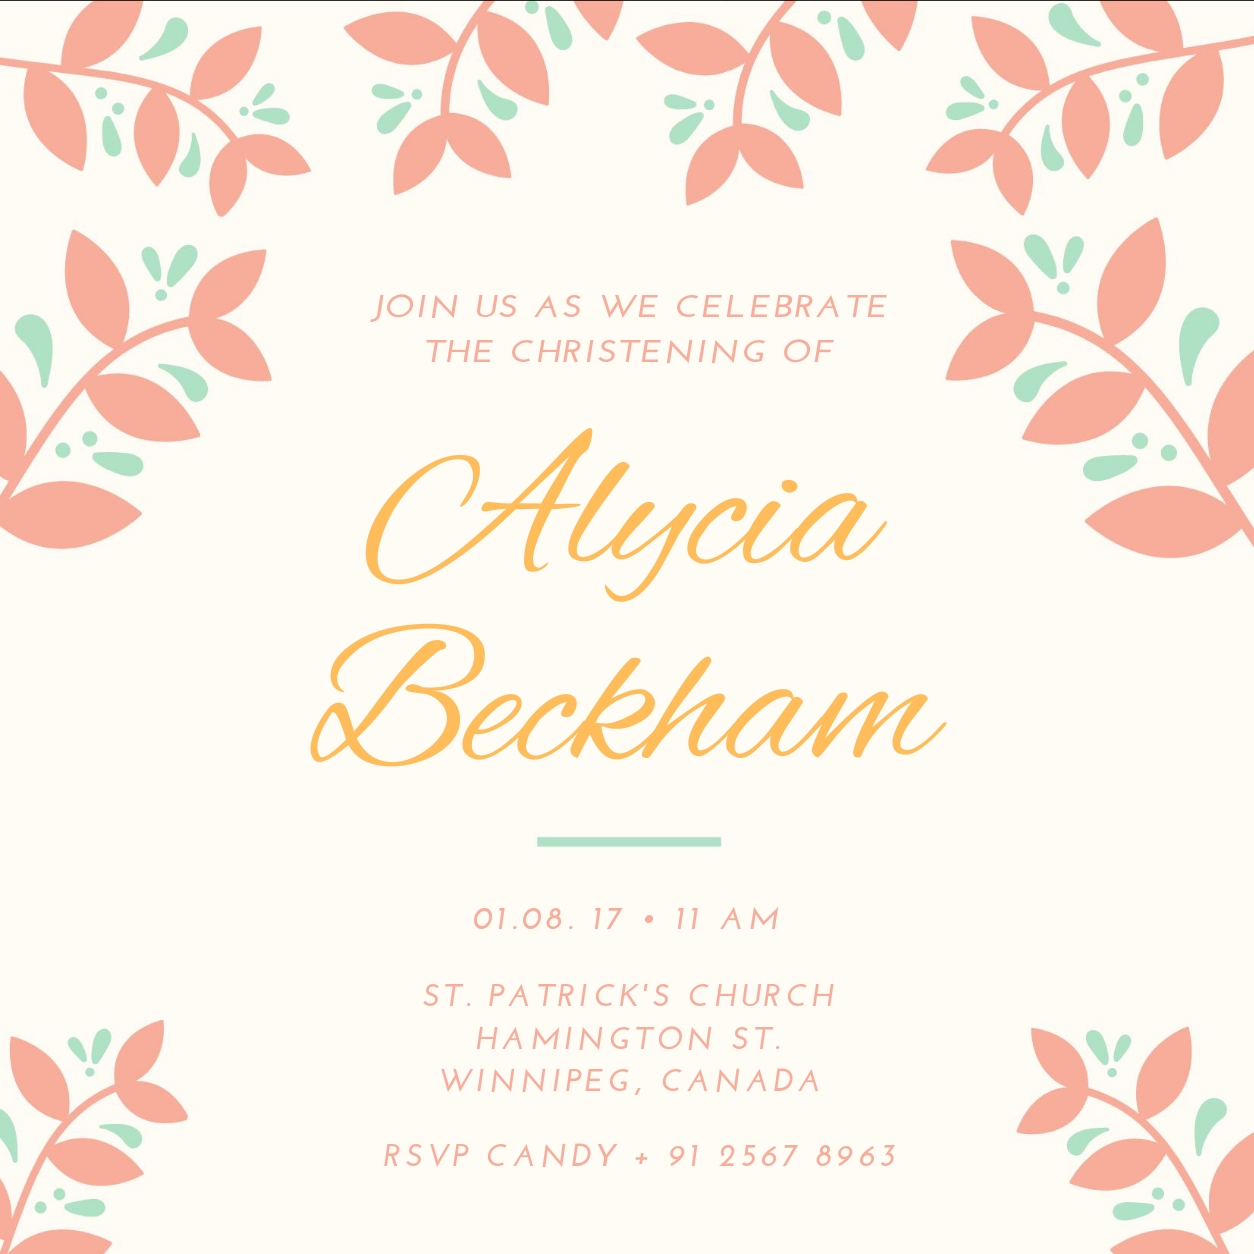 JOIN US AS WE CELEBRATE
THE CHRISTENING OF
Alycia
Beckham
01.08. 17 • 11 AM
ST. PATRICK'S CHURCH
HAMINGTON ST.
WINNIPEG, CANADA
RSVP CANDY + 91 2567 8963